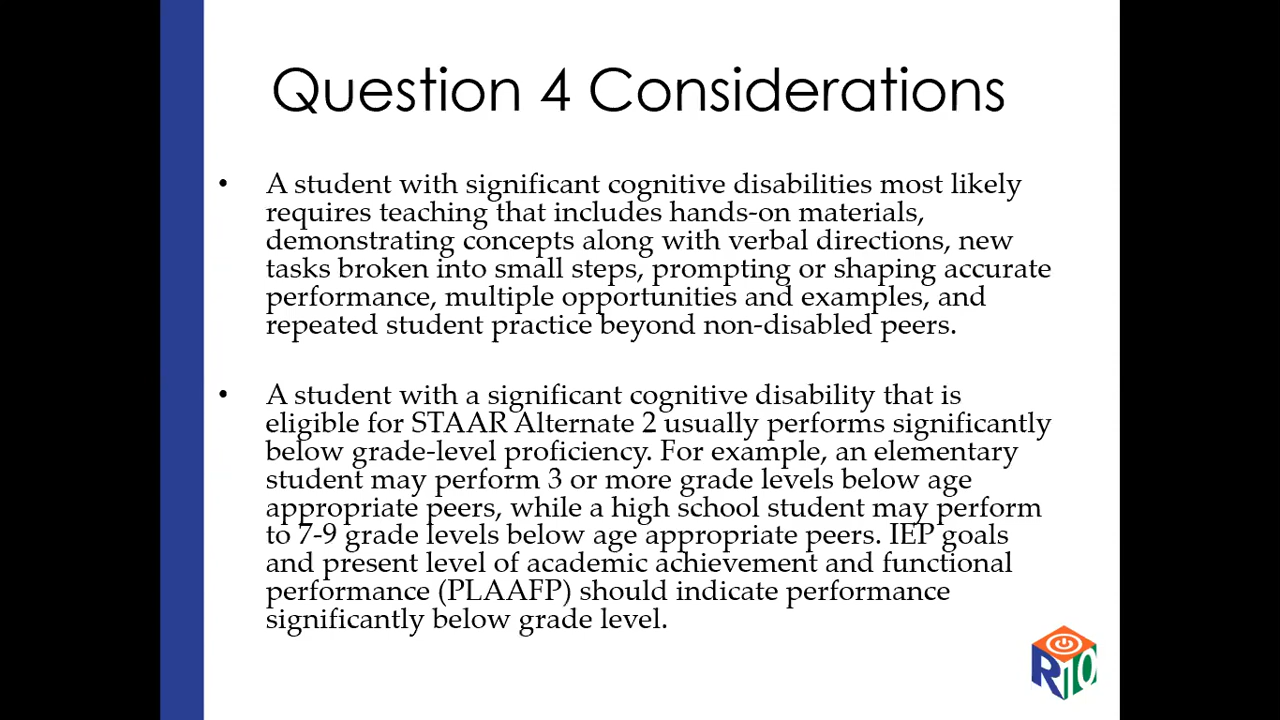 Question 4 Considerations
• A student with significant cognitive disabilities most likely
requires teaching that includes hands-on materials,
demonstrating concepts along with verbal directions, new
tasks broken into small steps, prompting or shaping accurate
performance, multiple opportunities and examples, and
repeated student practice beyond non-disabled peers.
• A student with a significant cognitive disability that is
eligible for STAAR Alternate 2 usually performs significantly
below grade-level proficiency. For example, an elementary
student may perform 3 or more grade levels below age
appropriate peers, while a high school student may perform
to 7-9 grade levels below age appropriate peers. IEP goals
and present level of academic achievement and functional
performance (PLAAFP) should indicate performance
significantly below grade level.
R10